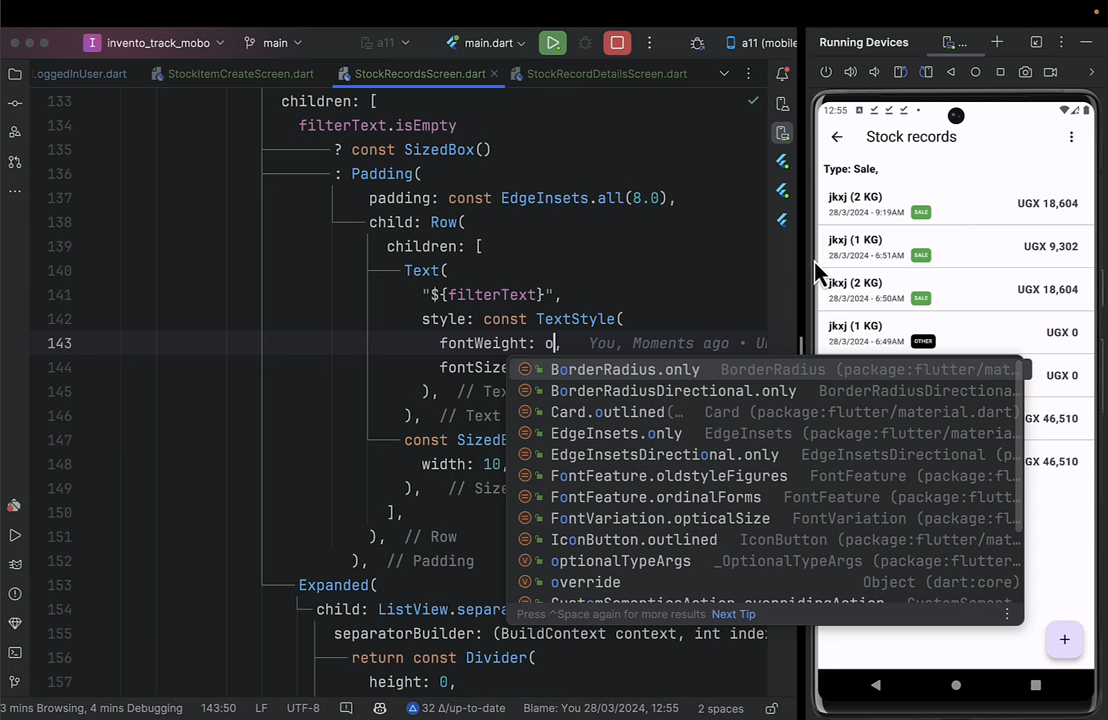 invento_track_mobo
main
a11
main.dart
a11 (mobile
Running Devices
LoggedInUser.dart
StockItemCreateScreen.dart
StockRecordsScreen.dart
StockRecordDetailsScreen.dart
133 children: [
134 filterText.isEmpty
135 ? const SizedBox()
136 : Padding(
137 padding: const EdgeInsets.all(8.0),
138 child: Row(
139 children: [
140 Text(
141 "${filterText}",
142 style: const TextStyle(
143 fontWeight: o, You, Moments ago •
144 fontSize
145 ), // Tex
146 ), // Text
147 const SizedB
148 width: 10,
149 ), // Size
150 ],
151 ), // Row
152 ), // Padding
153 Expanded(
154 child: ListView.separa
155 separatorBuilder: (BuildContext context, int index
156 return const Divider(
157 height: 0,
BorderRadius.only BorderRadius (package:flutter/mat...
BorderRadiusDirectional.only BorderRadiusDirectiona...
Card.outlined(… Card (package:flutter/material.dart)
EdgeInsets.only EdgeInsets (package:flutter/materia...
EdgeInsetsDirectional.only EdgeInsetsDirectional (p...
FontFeature.oldstyleFigures FontFeature (package:fl...
FontFeature.ordinalForms FontFeature (package:flutt...
FontVariation.opticalSize FontVariation (package:fl...
IconButton.outlined IconButton (package:flutter/mat...
optionalTypeArgs _OptionalTypeArgs (package:flutter...
override Object (dart:core)
Press ^Space again for more results Next Tip
12:55
Stock records
Type: Sale,
jkxj (2 KG) UGX 18,604
28/3/2024 - 9:19AM SALE
jkxj (1 KG) UGX 9,302
28/3/2024 - 6:51AM SALE
jkxj (2 KG) UGX 18,604
28/3/2024 - 6:50AM SALE
jkxj (1 KG) UGX 0
28/3/2024 - 6:49AM OTHER
UGX 0
GX 46,510
GX 46,510
3 mins Browsing, 4 mins Debugging
143:50
LF
UTF-8
32 Δ/up-to-date
Blame: You 28/03/2024, 12:55
2 spaces